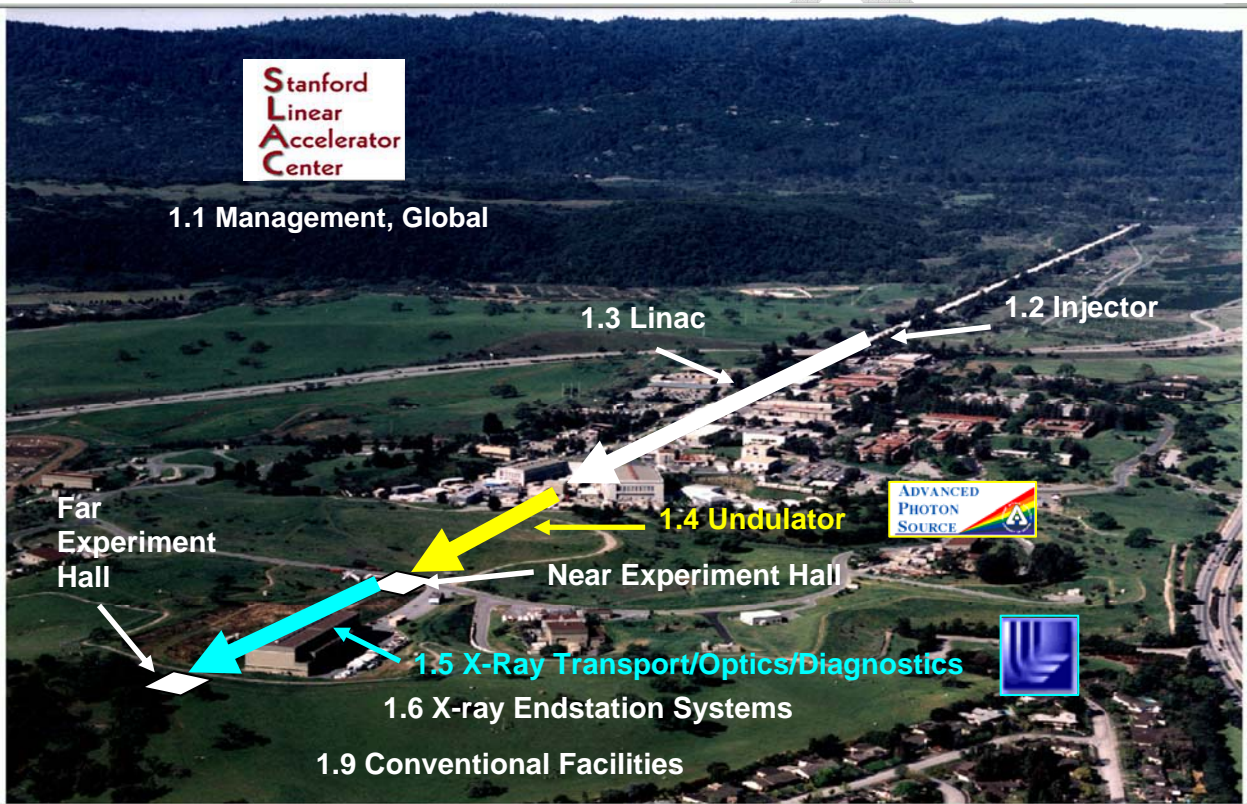 Stanford
Linear
Accelerator
Center
1.1 Management, Global
1.3 Linac
1.2 Injector
Far
Experiment
Hall
ADVANCED
PHOTON
SOURCE
1.4 Undulator
Near Experiment Hall
1.5 X-Ray Transport/Optics/Diagnostics
1.6 X-ray Endstation Systems
1.9 Conventional Facilities